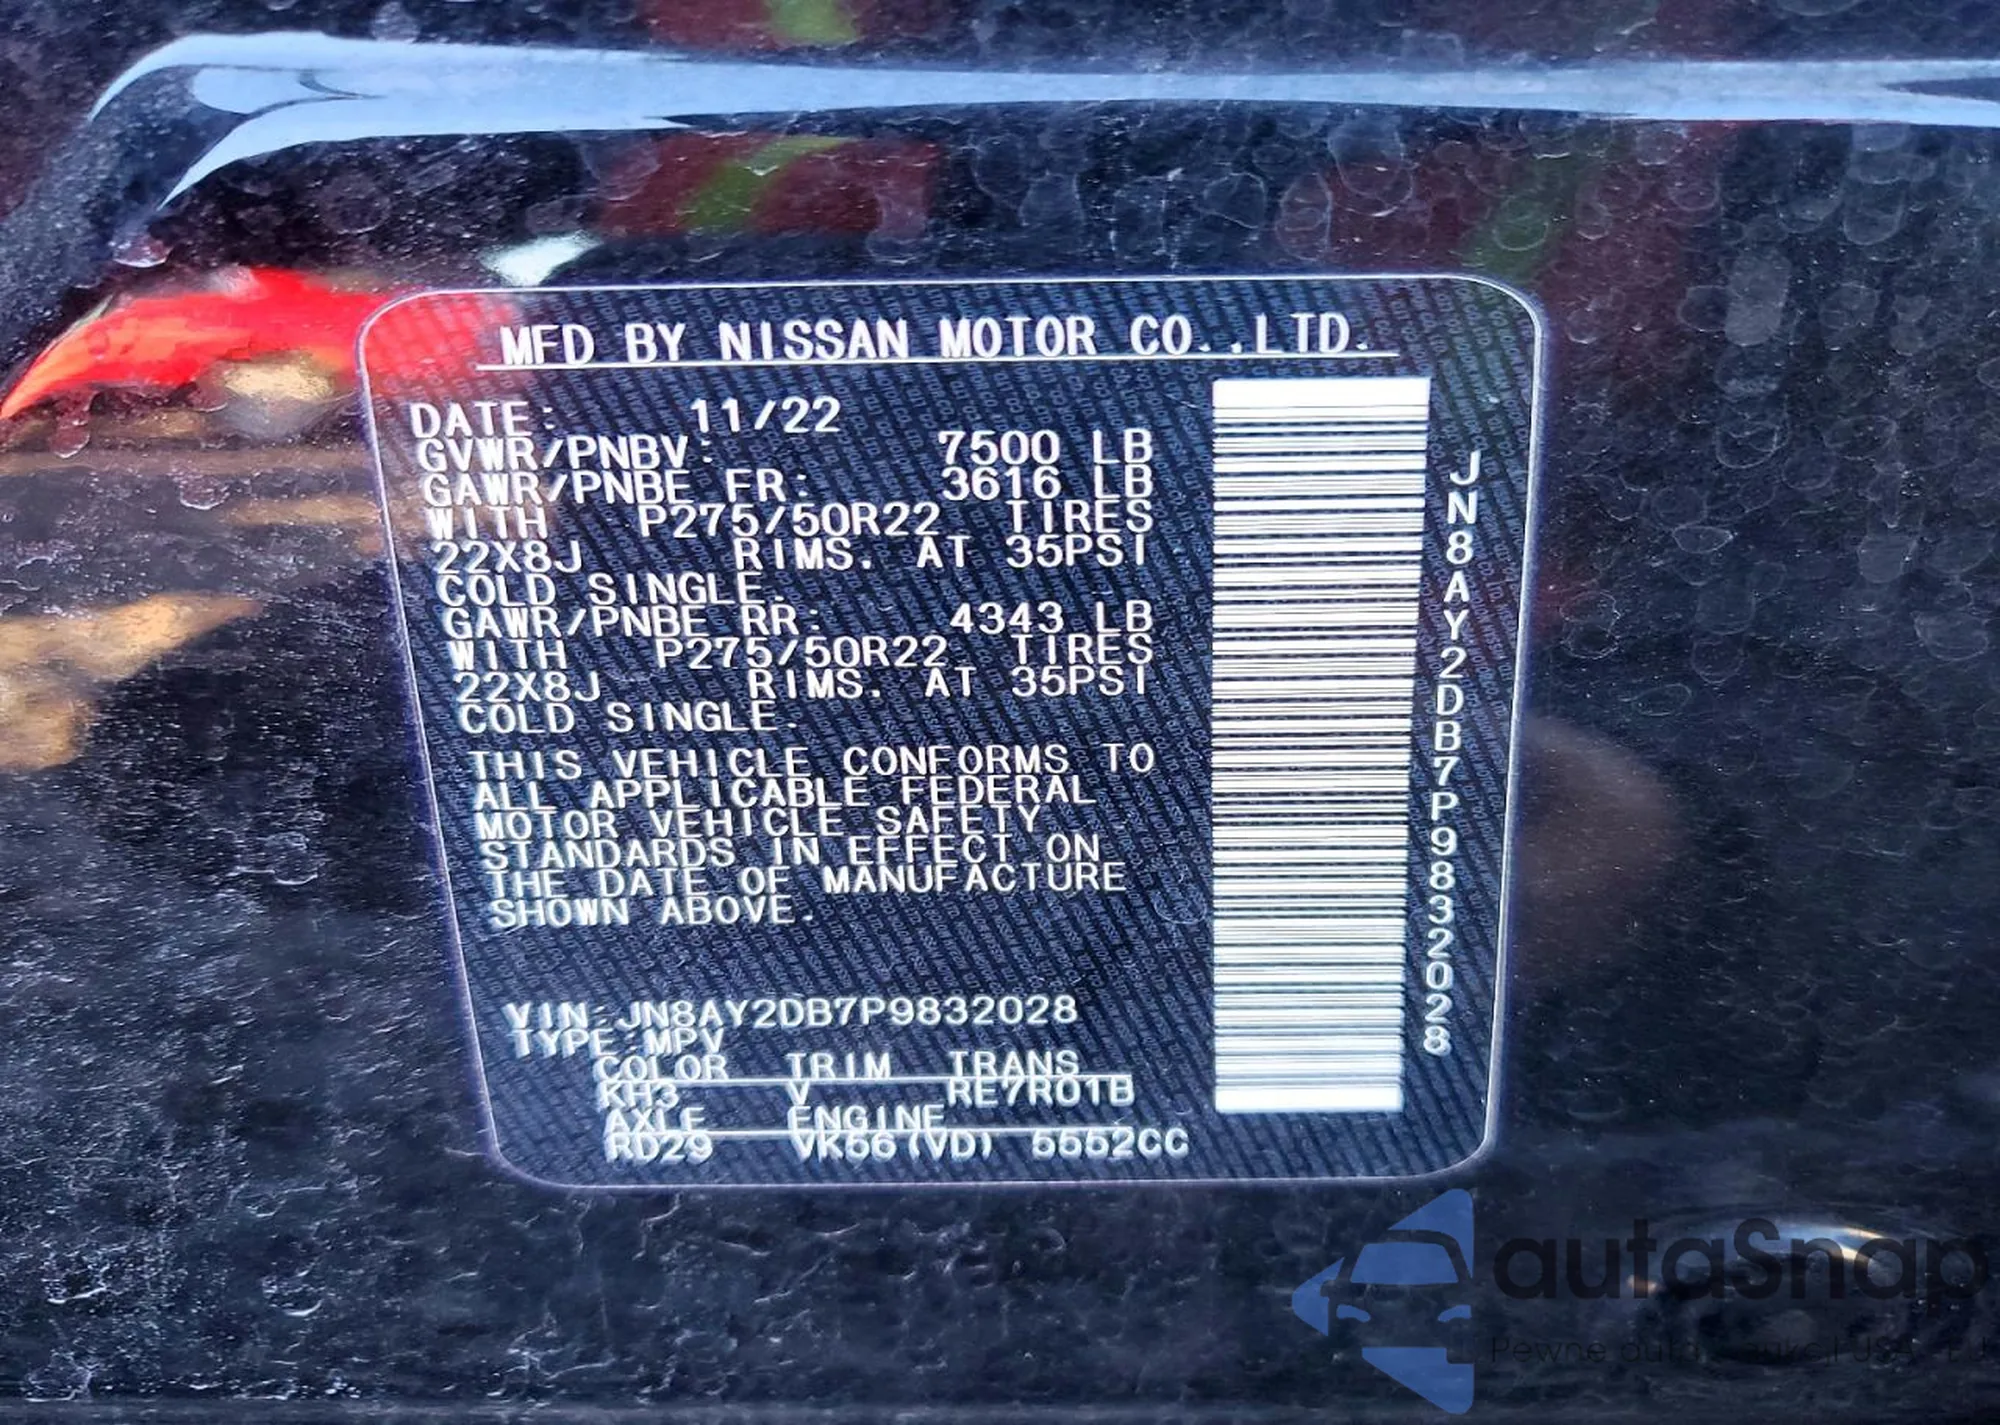 MFD BY NISSAN MOTOR CO.,LTD.
DATE: 11/22
GVWR/PNBV: 7500 LB
GAWR/PNBE FR: 3616 LB
WITH P275/50R22 TIRES
22X8J RIMS. AT 35PSI
COLD SINGLE.
GAWR/PNBE RR: 4343 LB
WITH P275/50R22 TIRES
22X8J RIMS. AT 35PSI
COLD SINGLE.
THIS VEHICLE CONFORMS TO
ALL APPLICABLE FEDERAL
MOTOR VEHICLE SAFETY
STANDARDS IN EFFECT ON
THE DATE OF MANUFACTURE
SHOWN ABOVE.
VIN:JN8AY2DB7P9832028
TYPE:MPV
COLOR TRIM TRANS
KH3 V RE7R01B
AXLE ENGINE
RD29 VK56(VD) 5552CC
JN8AY2DB7P9832028
autaSnap
Pewne auta USA